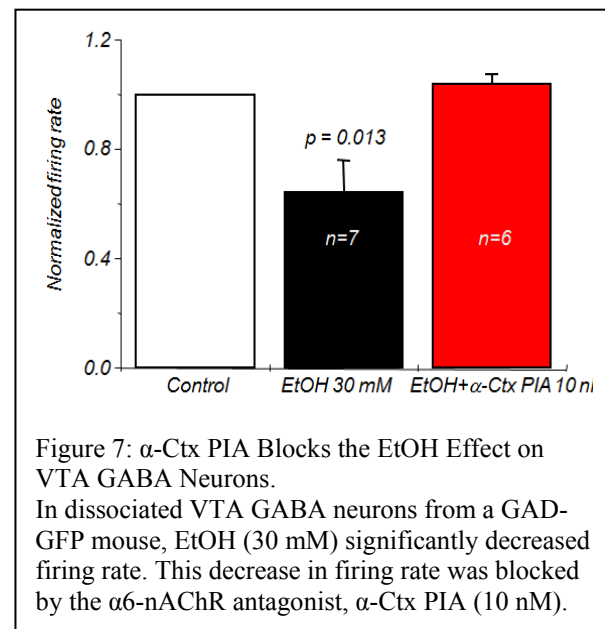 1.2
0.8
0.4
0.0
Normalized firing rate
p = 0.013
n=7
n=6
Control
EtOH 30 mM
EtOH+α-Ctx PIA 10 n
Figure 7: α-Ctx PIA Blocks the EtOH Effect on
VTA GABA Neurons.
In dissociated VTA GABA neurons from a GAD-
GFP mouse, EtOH (30 mM) significantly decreased
firing rate. This decrease in firing rate was blocked
by the α6-nAChR antagonist, α-Ctx PIA (10 nM).